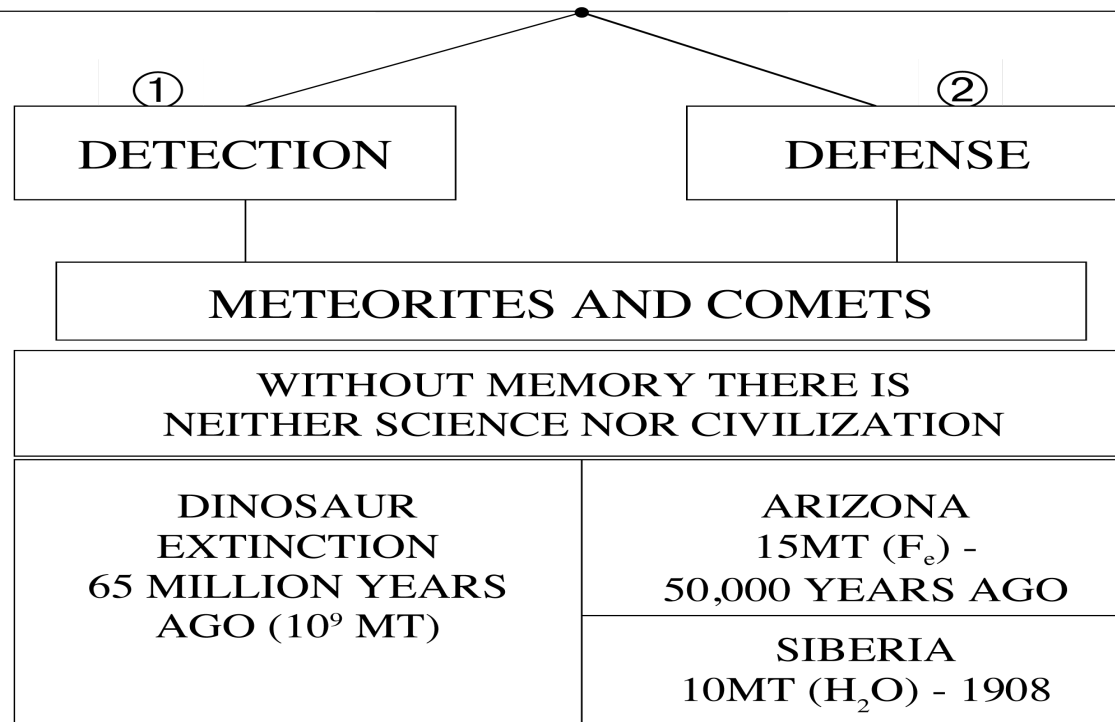 ①
②
DETECTION
DEFENSE
METEORITES AND COMETS
WITHOUT MEMORY THERE IS
NEITHER SCIENCE NOR CIVILIZATION
DINOSAUR
EXTINCTION
65 MILLION YEARS
AGO (10⁹ MT)
ARIZONA
15MT (Fₑ) -
50,000 YEARS AGO
SIBERIA
10MT (H₂O) - 1908